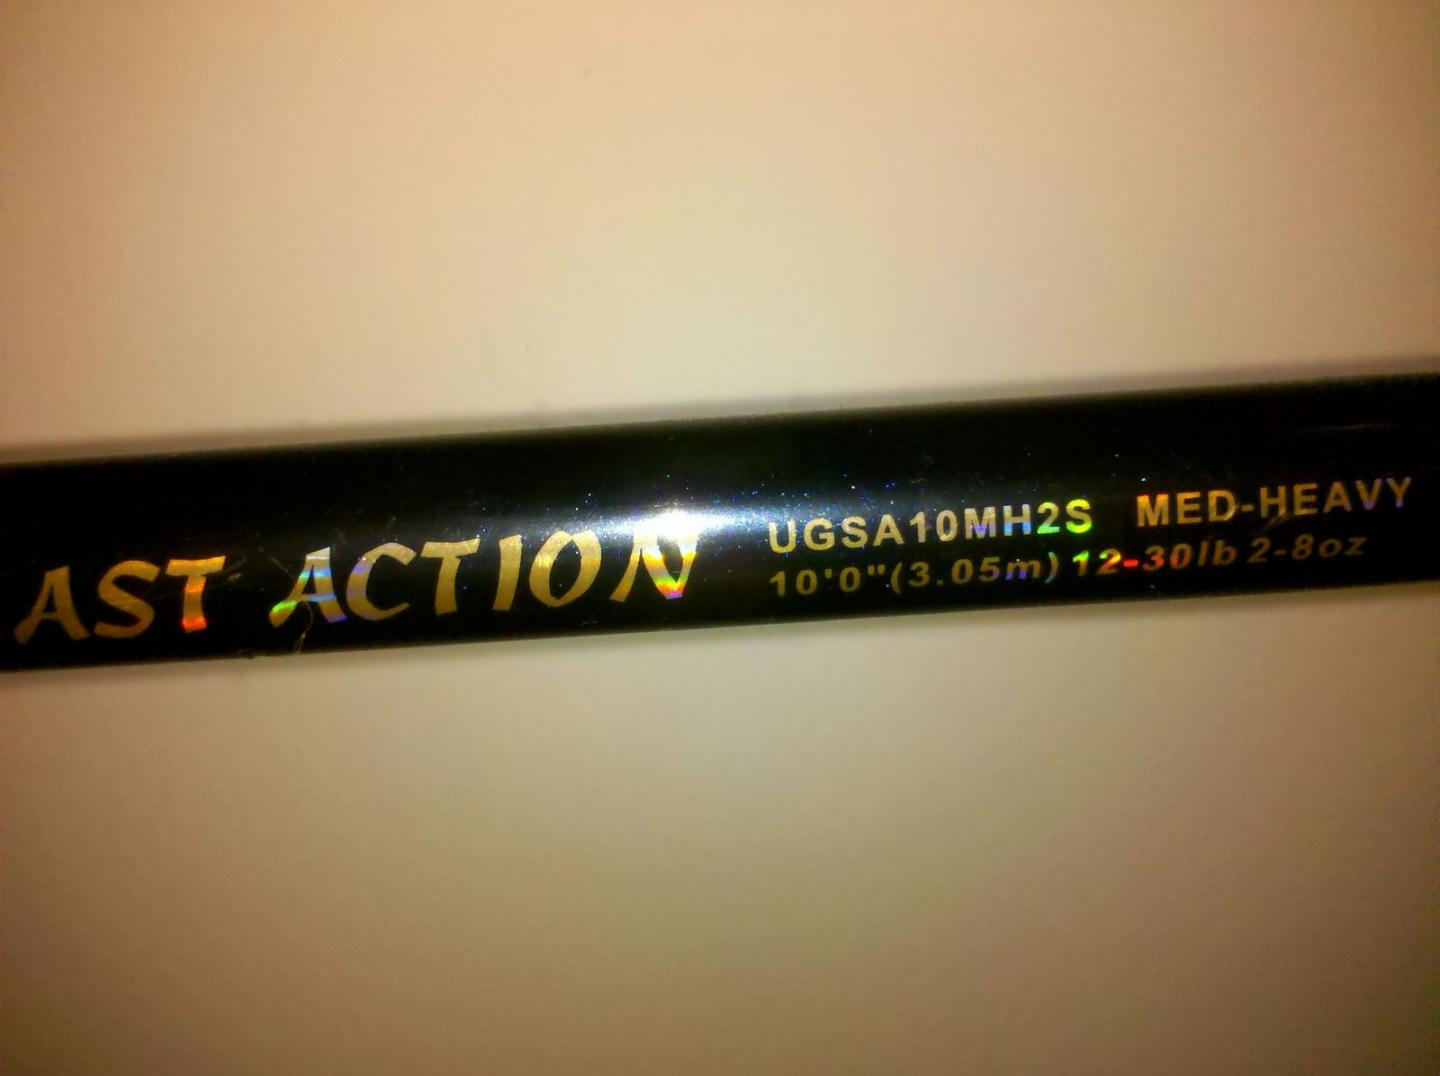 AST ACTION
UGSA10MH2S MED-HEAVY
10'0"(3.05m) 12-30lb 2-8oz